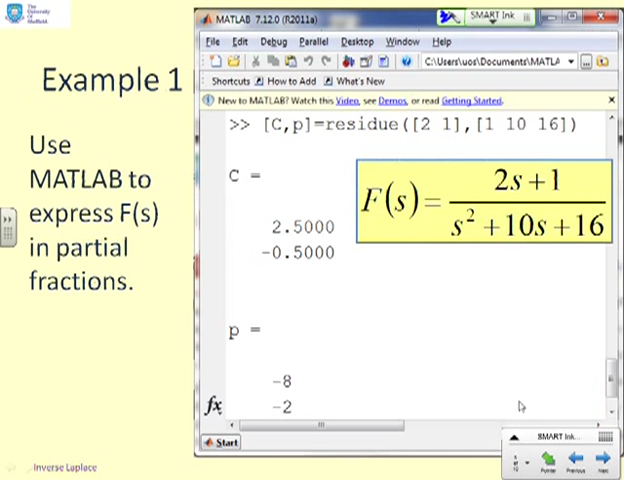 The
University
Of
Sheffield.
MATLAB 7.12.0 (R2011a)
SMART Ink
File Edit Debug Parallel Desktop Window Help
C:\Users\uos\Documents\MATLA
Shortcuts How to Add What's New
New to MATLAB? Watch this Video, see Demos, or read Getting Started.
Example 1
Use
MATLAB to
express F(s)
in partial
fractions.
>> [C,p]=residue([2 1],[1 10 16])
C =
2.5000
-0.5000
F(s) = (2s+1)/(s²+10s+16)
p =
-8
-2
fx
Start
SMART Ink...
Pointer Previous Next
Inverse Laplace